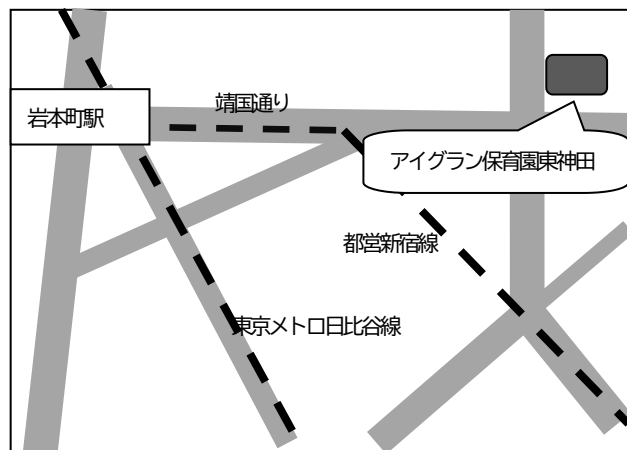 靖国通り
岩本町駅
アイグラン保育園東神田
都営新宿線
東京メトロ日比谷線